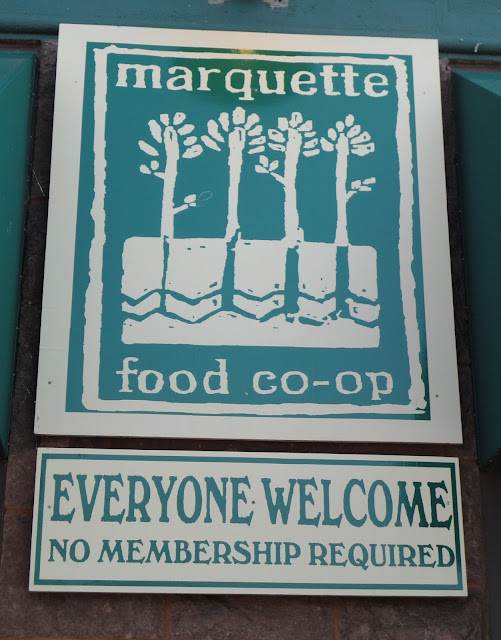 marquette
food co-op
EVERYONE WELCOME
NO MEMBERSHIP REQUIRED